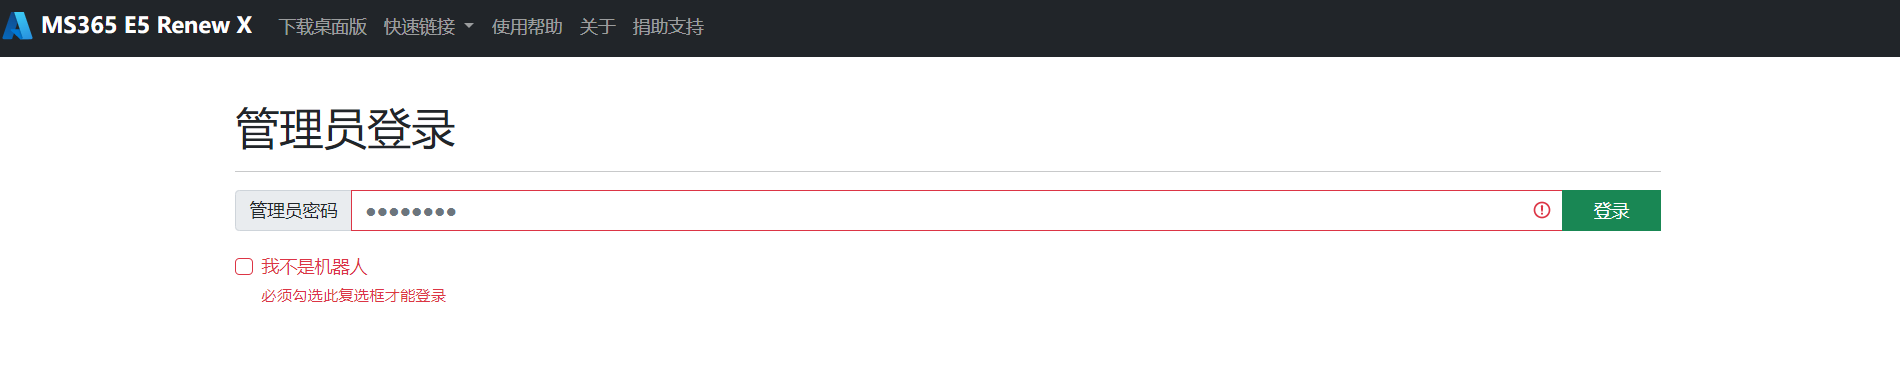 MS365 E5 Renew X 下载桌面版 快速链接 使用帮助 关于 捐助支持
管理员登录
管理员密码 ●●●●●●●● 登录
我不是机器人
必须勾选此复选框才能登录